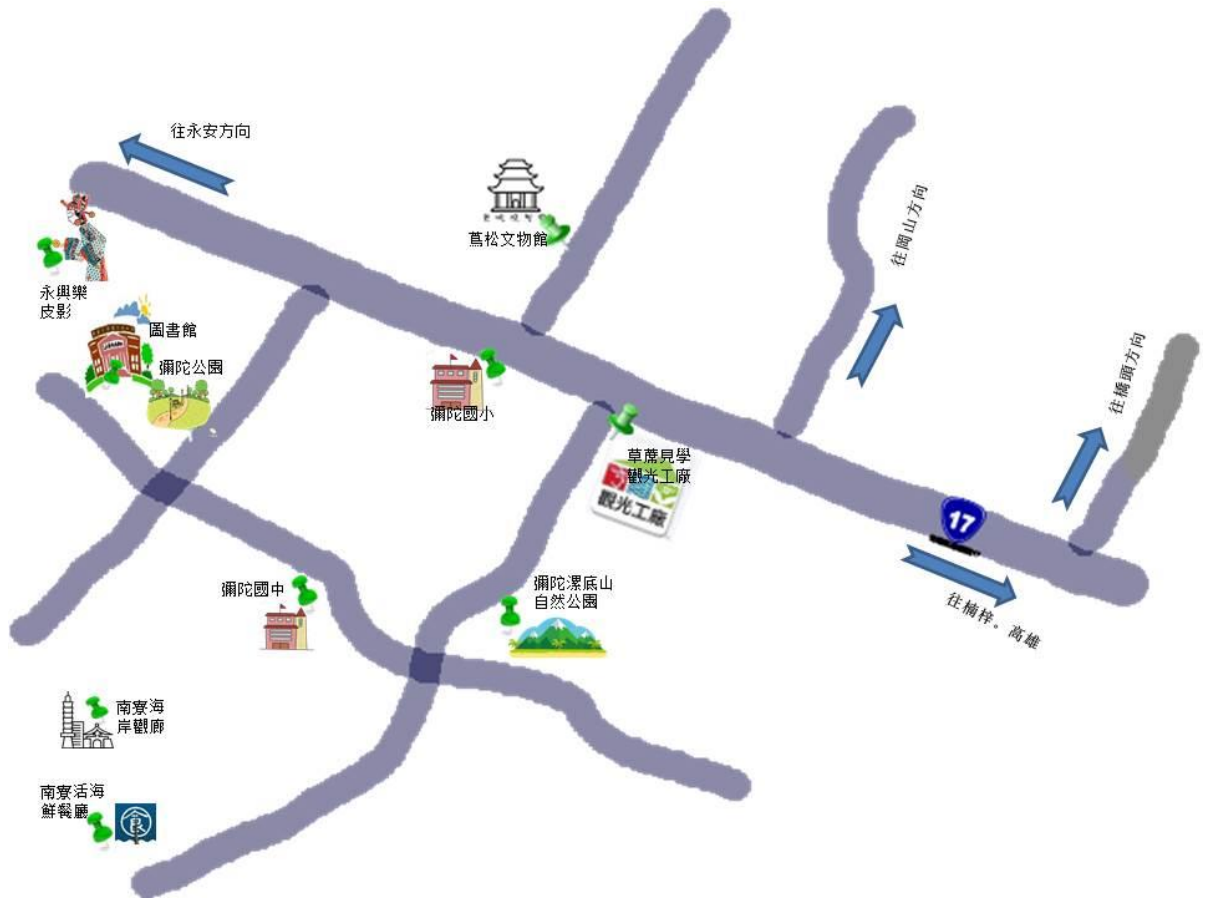 往永安方向
蔦松文物館
往岡山方向
永興樂
皮影
圖書館
彌陀公園
彌陀國小
往橋頭方向
草蓆見學
觀光工廠
觀光工廠
17
往楠梓。高雄
彌陀國中
彌陀漯底山
自然公園
南寮海
岸觀廊
南寮活海
鮮餐廳
食